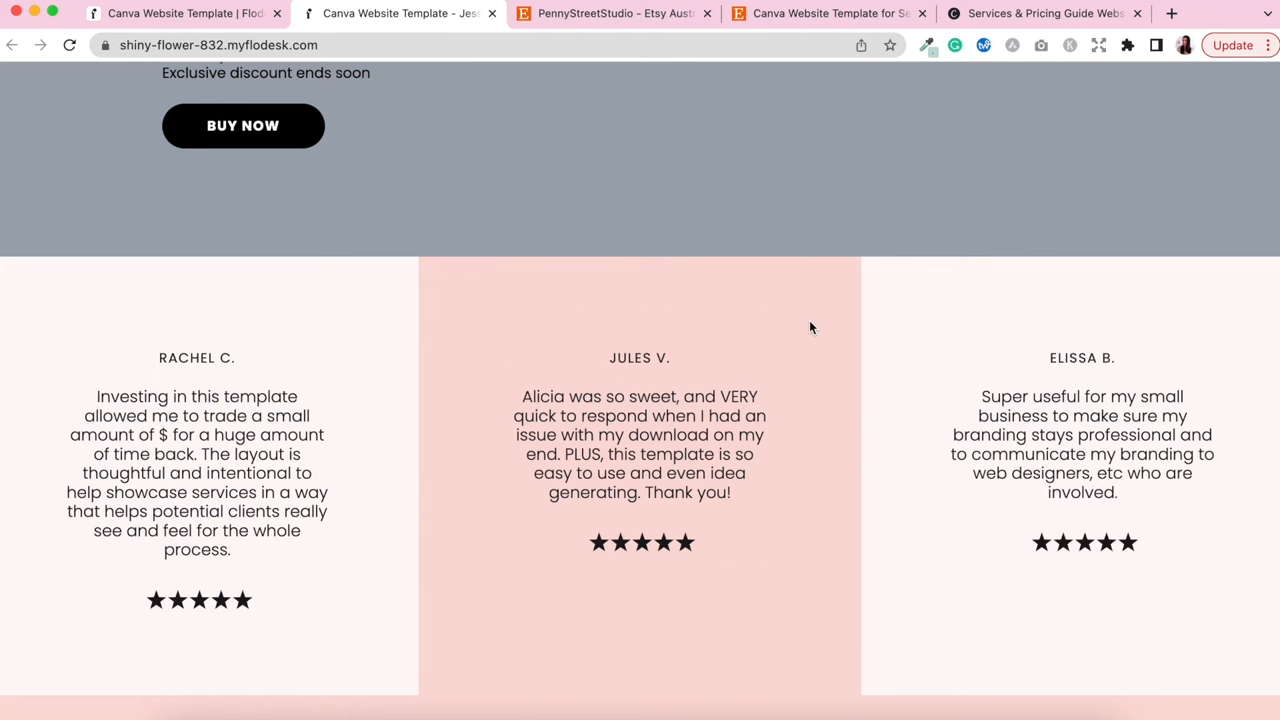 Canva Website Template | Flod
Canva Website Template - Jes
PennyStreetStudio - Etsy Aust
Canva Website Template for Se
Services & Pricing Guide Webs
shiny-flower-832.myflodesk.com
Update
Exclusive discount ends soon
BUY NOW
RACHEL C.
Investing in this template
allowed me to trade a small
amount of $ for a huge amount
of time back. The layout is
thoughtful and intentional to
help showcase services in a way
that helps potential clients really
see and feel for the whole
process.
★★★★★
JULES V.
Alicia was so sweet, and VERY
quick to respond when I had an
issue with my download on my
end. PLUS, this template is so
easy to use and even idea
generating. Thank you!
★★★★★
ELISSA B.
Super useful for my small
business to make sure my
branding stays professional and
to communicate my branding to
web designers, etc who are
involved.
★★★★★